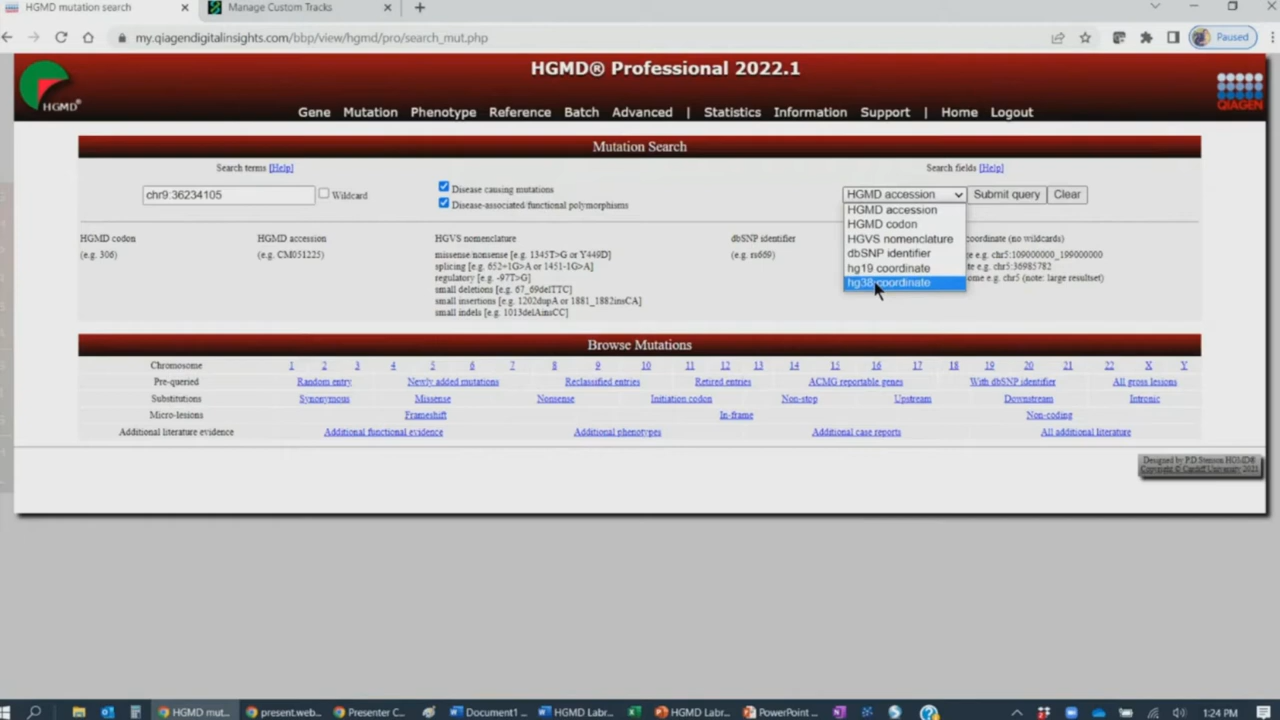 HGMD mutation search
Manage Custom Tracks
my.qiagendigitalinsights.com/bbp/view/hgmd/pro/search_mut.php
Paused
HGMD® Professional 2022.1
HGMD®
QIAGEN
Gene Mutation Phenotype Reference Batch Advanced | Statistics Information Support | Home Logout
Mutation Search
Search terms [Help]
Search fields [Help]
chr9:36234105
Wildcard
Disease causing mutations
Disease-associated functional polymorphisms
HGMD accession
Submit query
Clear
HGMD accession
HGMD codon
HGVS nomenclature
dbSNP identifier
hg19 coordinate
hg38 coordinate
HGMD codon
(e.g. 306)
HGMD accession
(e.g. CM051225)
HGVS nomenclature
missense/nonsense [e.g. 1345T>G or Y449D]
splicing [e.g. 652+1G>A or 1451-1G>A]
regulatory [e.g. -97T>G]
small deletions [e.g. 67_69delTTC]
small insertions [e.g. 1202dupA or 1881_1882insCA]
small indels [e.g. 1013delAinsCC]
dbSNP identifier
(e.g. rs669)
coordinate (no wildcards)
e.g. chr5:109000000_199000000
e.g. chr5:36985782
e.g. chr5 (note: large resultset)
Browse Mutations
Chromosome 1 2 3 4 5 6 7 8 9 10 11 12 13 14 15 16 17 18 19 20 21 22 X Y
Pre-queried Random entry Newly added mutations Reclassified entries Retired entries ACMG reportable genes With dbSNP identifier All gross lesions
Substitutions Synonymous Missense Nonsense Initiation codon Non-stop Upstream Downstream Intronic
Micro-lesions Frameshift In-frame Non-coding
Additional literature evidence Additional functional evidence Additional phenotypes Additional case reports All additional literature
Designed by P.D.Stenson HGMD®
Copyright © Cardiff University 2021
HGMD mut...
present.web...
Presenter C...
Document1 ...
HGMD Labr...
HGMD Labr...
PowerPoint ...
1:24 PM